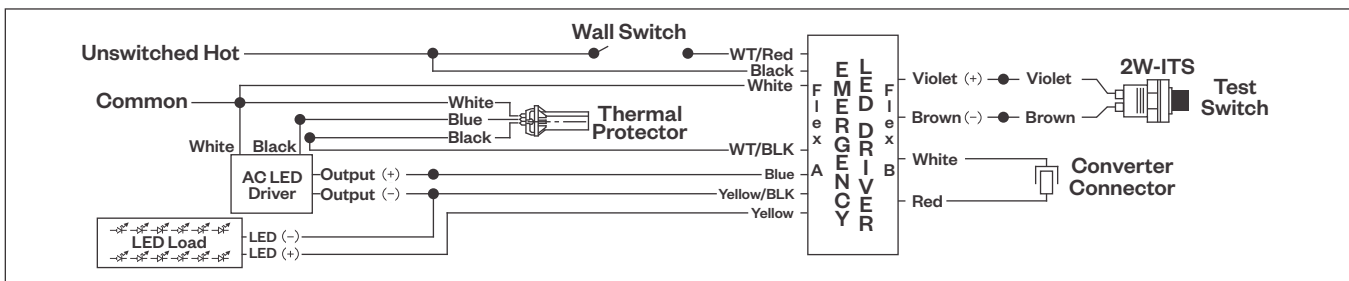 Unswitched Hot
Wall Switch
WT/Red
Black
White
Common
White
Blue
Black
Thermal
Protector
White
Black
WT/BLK
AC LED
Driver
Output (+)
Output (-)
Blue
Yellow/BLK
Yellow
LED Load
LED (-)
LED (+)
Flex A
EMERGENCY
LED DRIVER
Flex B
Violet (+)
Violet
Brown (-)
Brown
2W-ITS
Test
Switch
White
Red
Converter
Connector